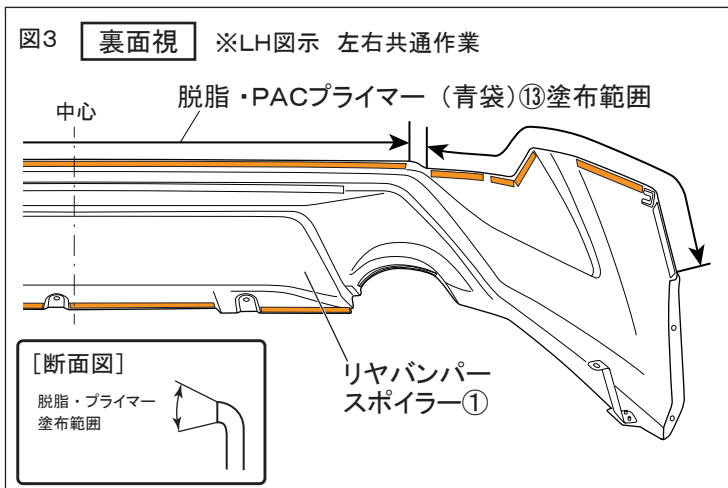 図3 裏面視 ※LH図示 左右共通作業
脱脂・PACプライマー（青袋）⑬塗布範囲
中心
リヤバンパー
スポイラー①
［断面図］
脱脂・プライマー
塗布範囲